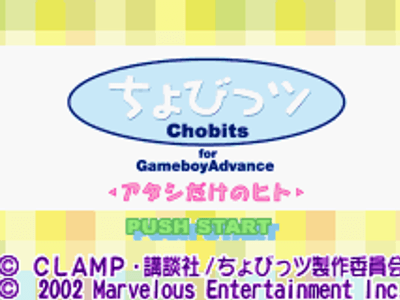 ちょびっツ
Chobits
for
GameboyAdvance
アタシだけのヒト
PUSH START
© CLAMP・講談社/ちょびっツ製作委員会
© 2002 Marvelous Entertainment Inc